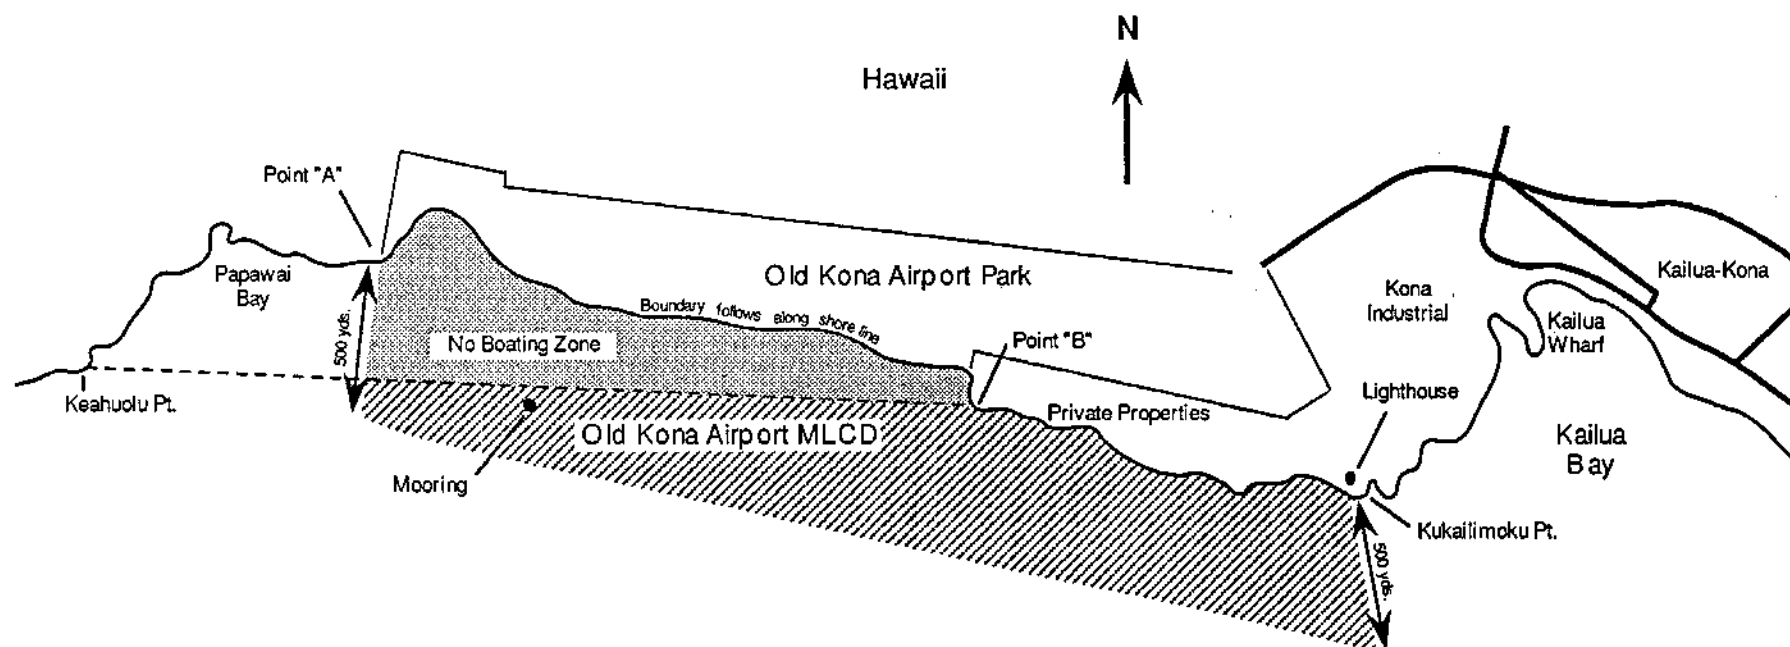 N
Hawaii
Point "A"
Papawai
Bay
Old Kona Airport Park
Kona
Industrial
Kailua-Kona
Boundary follows along shore line
500 yds.
No Boating Zone
Point "B"
Kailua
Wharf
Keahuolu Pt.
Lighthouse
Private Properties
Old Kona Airport MLCD
Kailua
Bay
Mooring
Kukailimoku Pt.
500 yds.